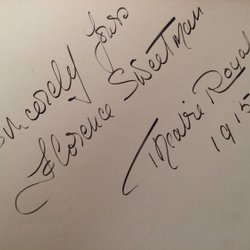 Sincerely Yours
Florence Sweetman
Theatre Royal
1915